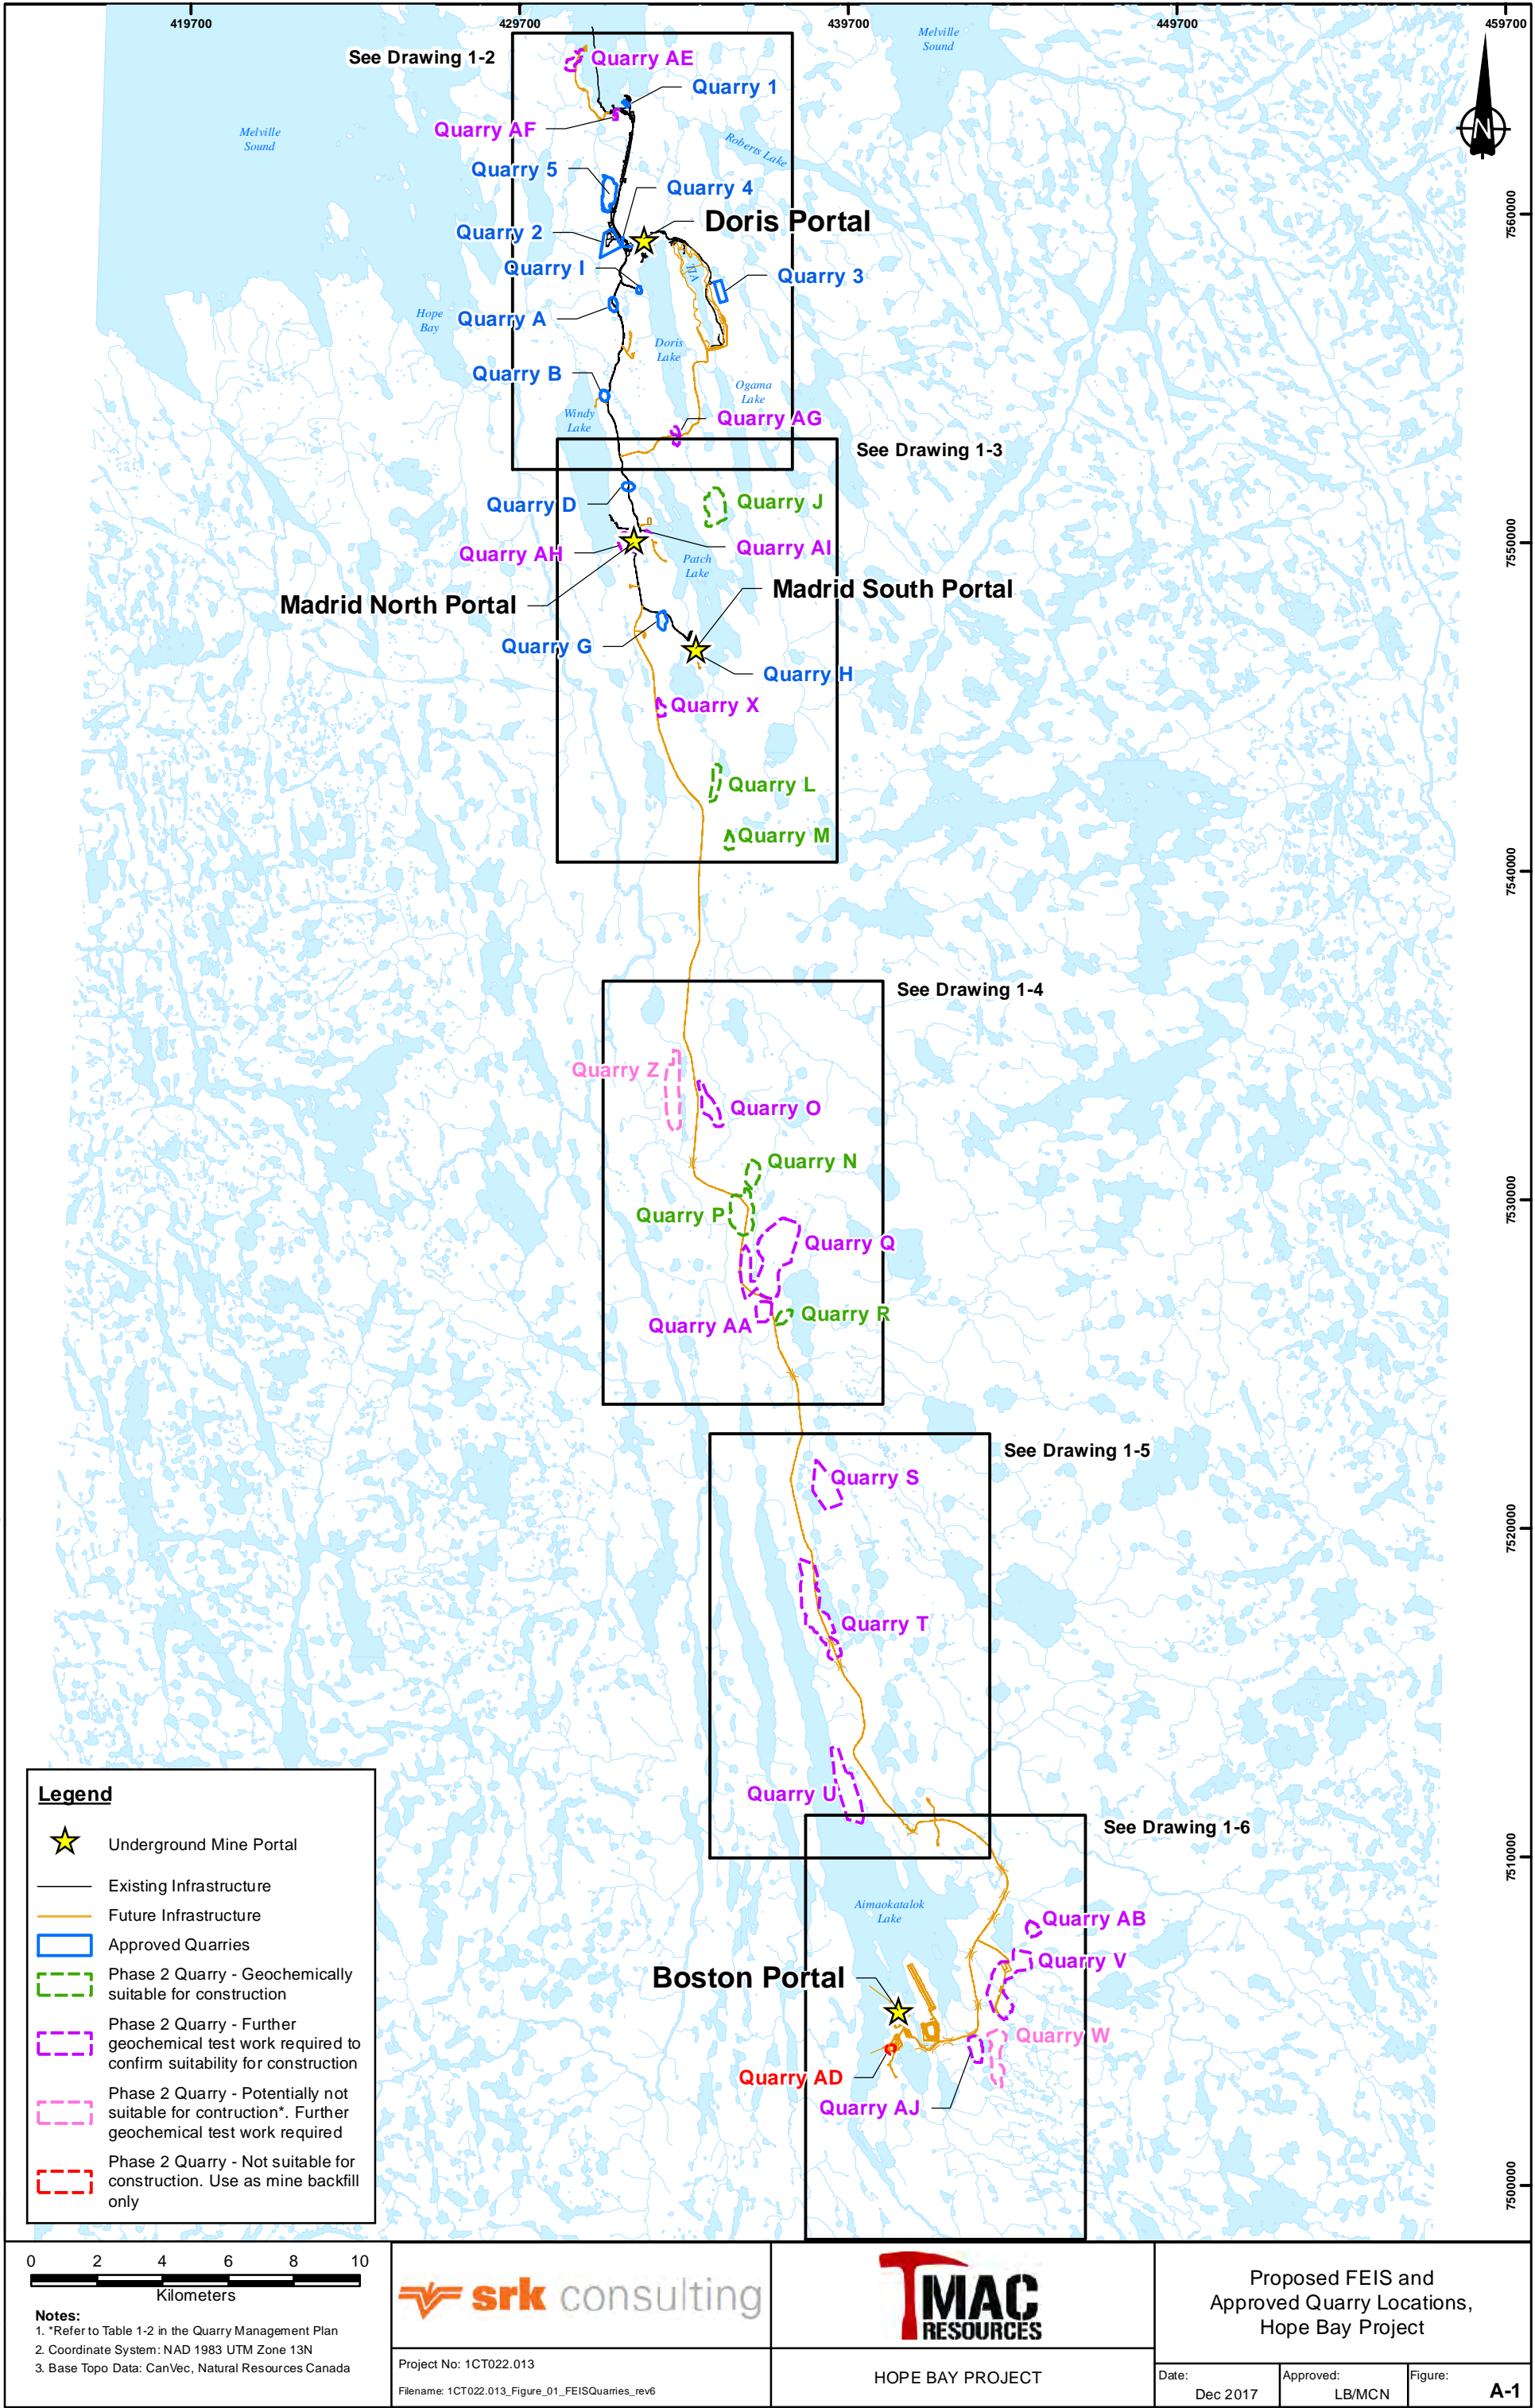 419700
429700
439700
449700
459700
See Drawing 1-2
Quarry AE
Melville
Sound
Quarry 1
Quarry AF
Melville
Sound
Roberts Lake
N
Quarry 5
Quarry 4
Doris Portal
7560000
Quarry 2
Quarry I
TIA
Quarry 3
Hope
Bay
Quarry A
Doris
Lake
Quarry B
Ogama
Lake
Windy
Lake
Quarry AG
See Drawing 1-3
Quarry D
Quarry J
Quarry AH
Quarry AI
7550000
Patch
Lake
Madrid North Portal
Madrid South Portal
Quarry G
Quarry H
Quarry X
Quarry L
Quarry M
7540000
See Drawing 1-4
Quarry Z
Quarry O
Quarry N
Quarry P
7530000
Quarry Q
Quarry AA
Quarry R
See Drawing 1-5
Quarry S
7520000
Quarry T
Quarry U
See Drawing 1-6
7510000
Aimaokatalok
Lake
Quarry AB
Quarry V
Boston Portal
Quarry W
Quarry AD
Quarry AJ
7500000
Legend
Underground Mine Portal
Existing Infrastructure
Future Infrastructure
Approved Quarries
Phase 2 Quarry - Geochemically
suitable for construction
Phase 2 Quarry - Further
geochemical test work required to
confirm suitability for construction
Phase 2 Quarry - Potentially not
suitable for contruction*. Further
geochemical test work required
Phase 2 Quarry - Not suitable for
construction. Use as mine backfill
only
0 2 4 6 8 10
Kilometers
Notes:
1. *Refer to Table 1-2 in the Quarry Management Plan
2. Coordinate System: NAD 1983 UTM Zone 13N
3. Base Topo Data: CanVec, Natural Resources Canada
srk consulting
Project No: 1CT022.013
Filename: 1CT022.013_Figure_01_FEISQuarries_rev6
TMAC
RESOURCES
HOPE BAY PROJECT
Proposed FEIS and
Approved Quarry Locations,
Hope Bay Project
Date:
Dec 2017
Approved:
LB/MCN
Figure:
A-1